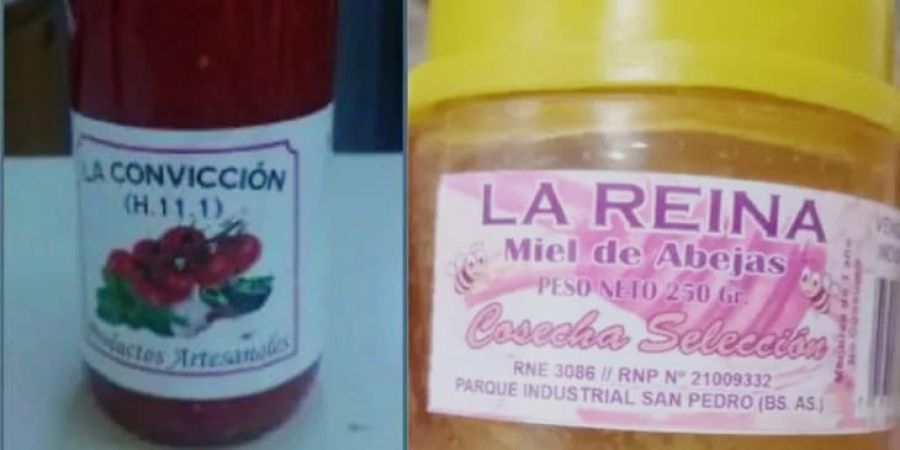 LA CONVICCIÓN
(H.11,1)
Productos Artesanales
LA REINA
Miel de Abejas
PESO NETO 250 Gr.
Cosecha Selección
RNE 3086 // RNP Nº 21009332
PARQUE INDUSTRIAL SAN PEDRO (BS. AS.)